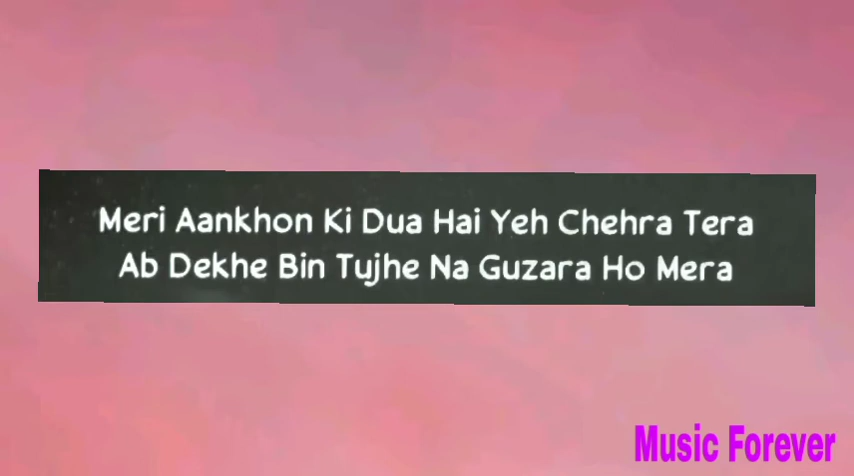 Meri Aankhon Ki Dua Hai Yeh Chehra Tera
Ab Dekhe Bin Tujhe Na Guzara Ho Mera
Music Forever